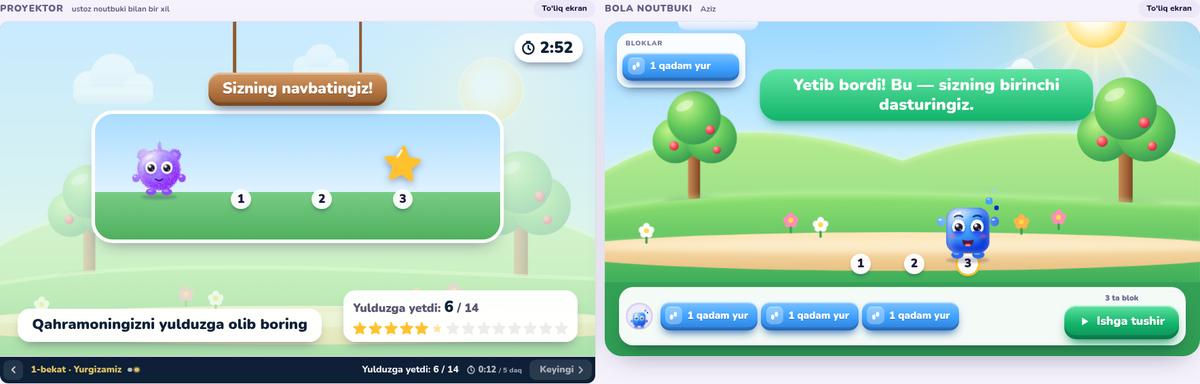 PROYEKTOR ustoz noutbuki bilan bir xil
To'liq ekran
2:52
Sizning navbatingiz!
1 2 3
Qahramoningizni yulduzga olib boring
Yulduzga yetdi: 6 / 14
1-bekat · Yurgizamiz
Yulduzga yetdi: 6 / 14
0:12 / 5 daq
Keyingi
BOLA NOUTBUKI Aziz
To'liq ekran
BLOKLAR
1 qadam yur
Yetib bordi! Bu — sizning birinchi
dasturingiz.
1 2 3
1 qadam yur
1 qadam yur
1 qadam yur
3 ta blok
Ishga tushir